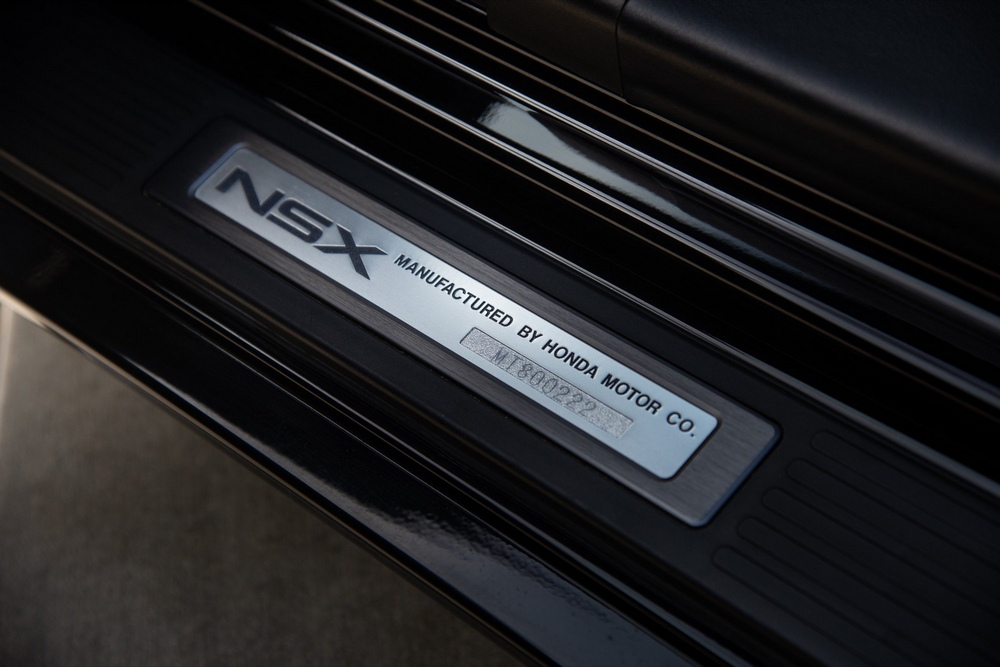 NSX
MANUFACTURED BY HONDA MOTOR CO.
MT800222